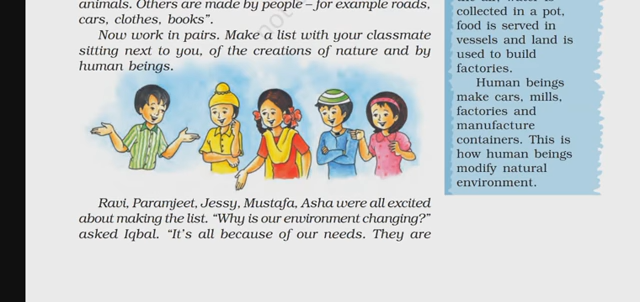 animals. Others are made by people – for example roads,
cars, clothes, books”.
Now work in pairs. Make a list with your classmate
sitting next to you, of the creations of nature and by
human beings.
Ravi, Paramjeet, Jessy, Mustafa, Asha were all excited
about making the list. “Why is our environment changing?”
asked Iqbal. “It’s all because of our needs. They are
collected in a pot,
food is served in
vessels and land is
used to build
factories.
Human beings
make cars, mills,
factories and
manufacture
containers. This is
how human beings
modify natural
environment.